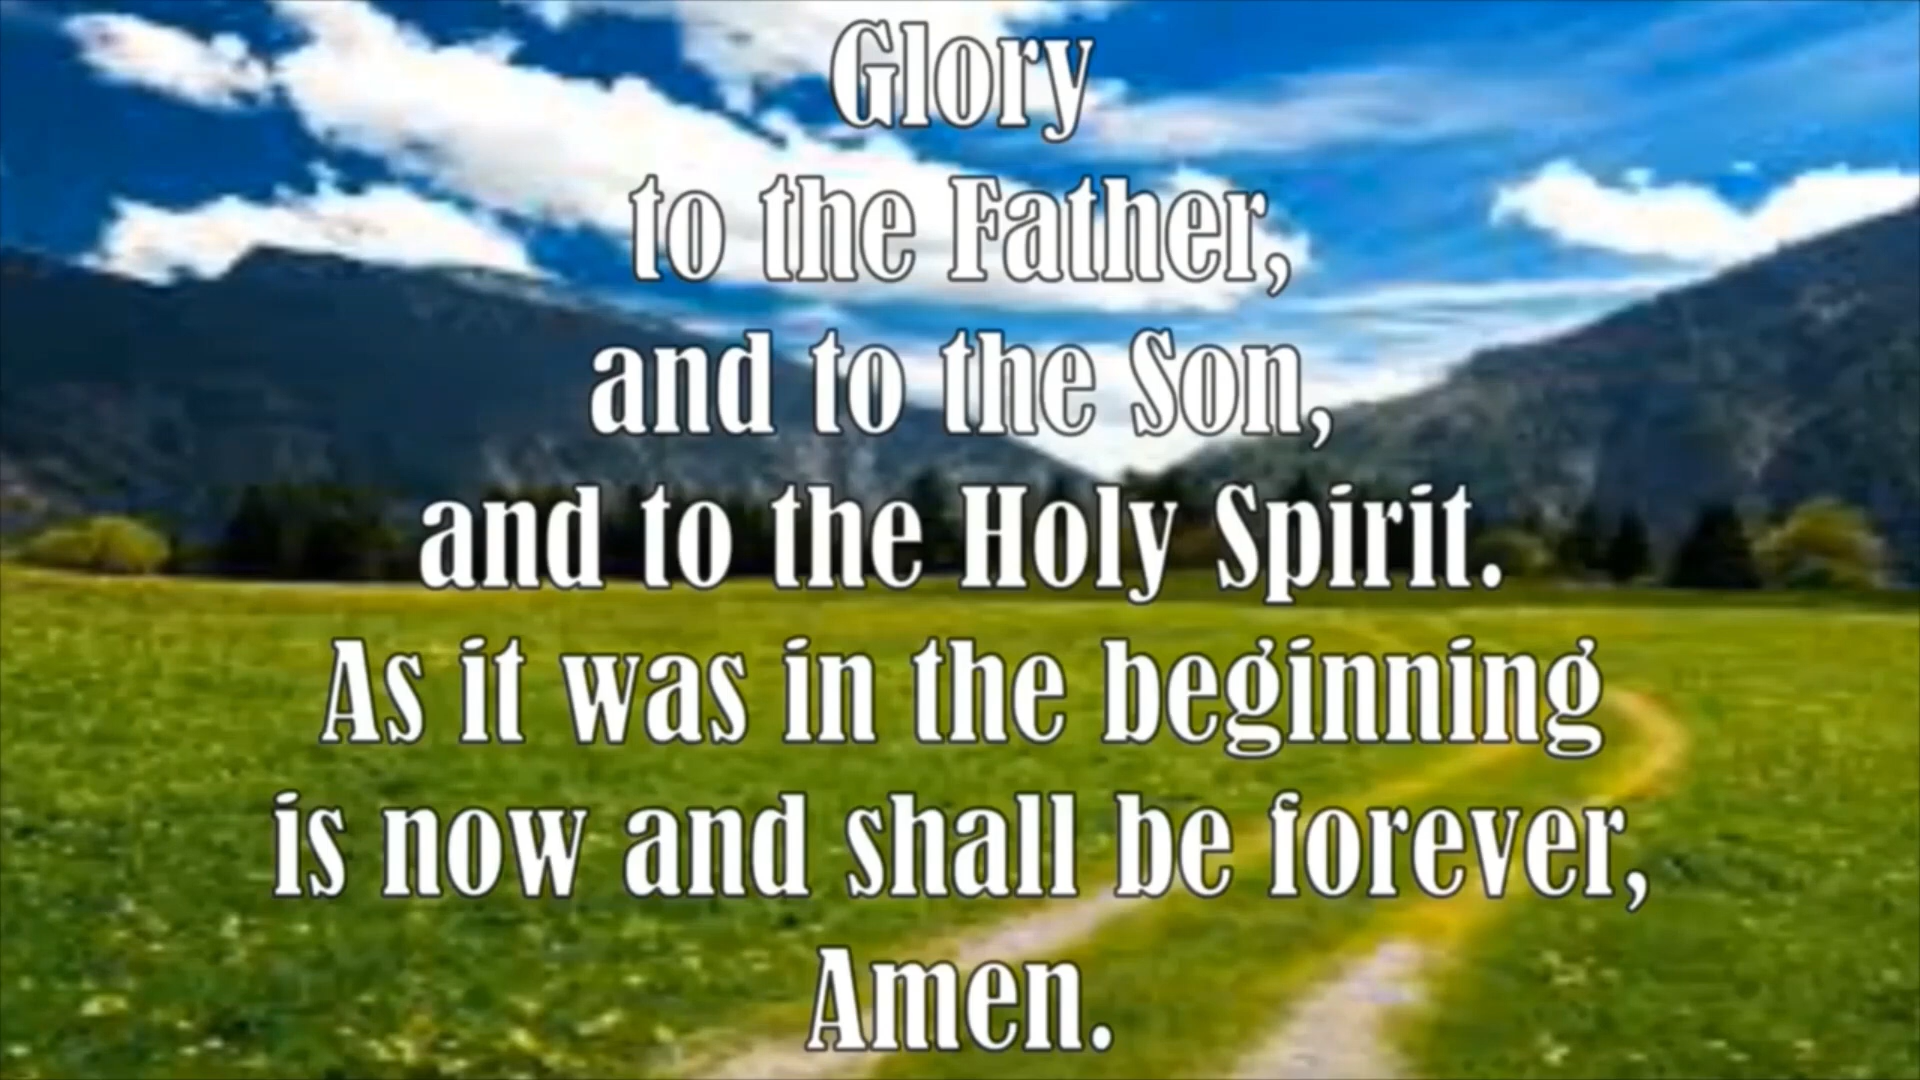 Glory
to the Father,
and to the Son,
and to the Holy Spirit.
As it was in the beginning
is now and shall be forever,
Amen.